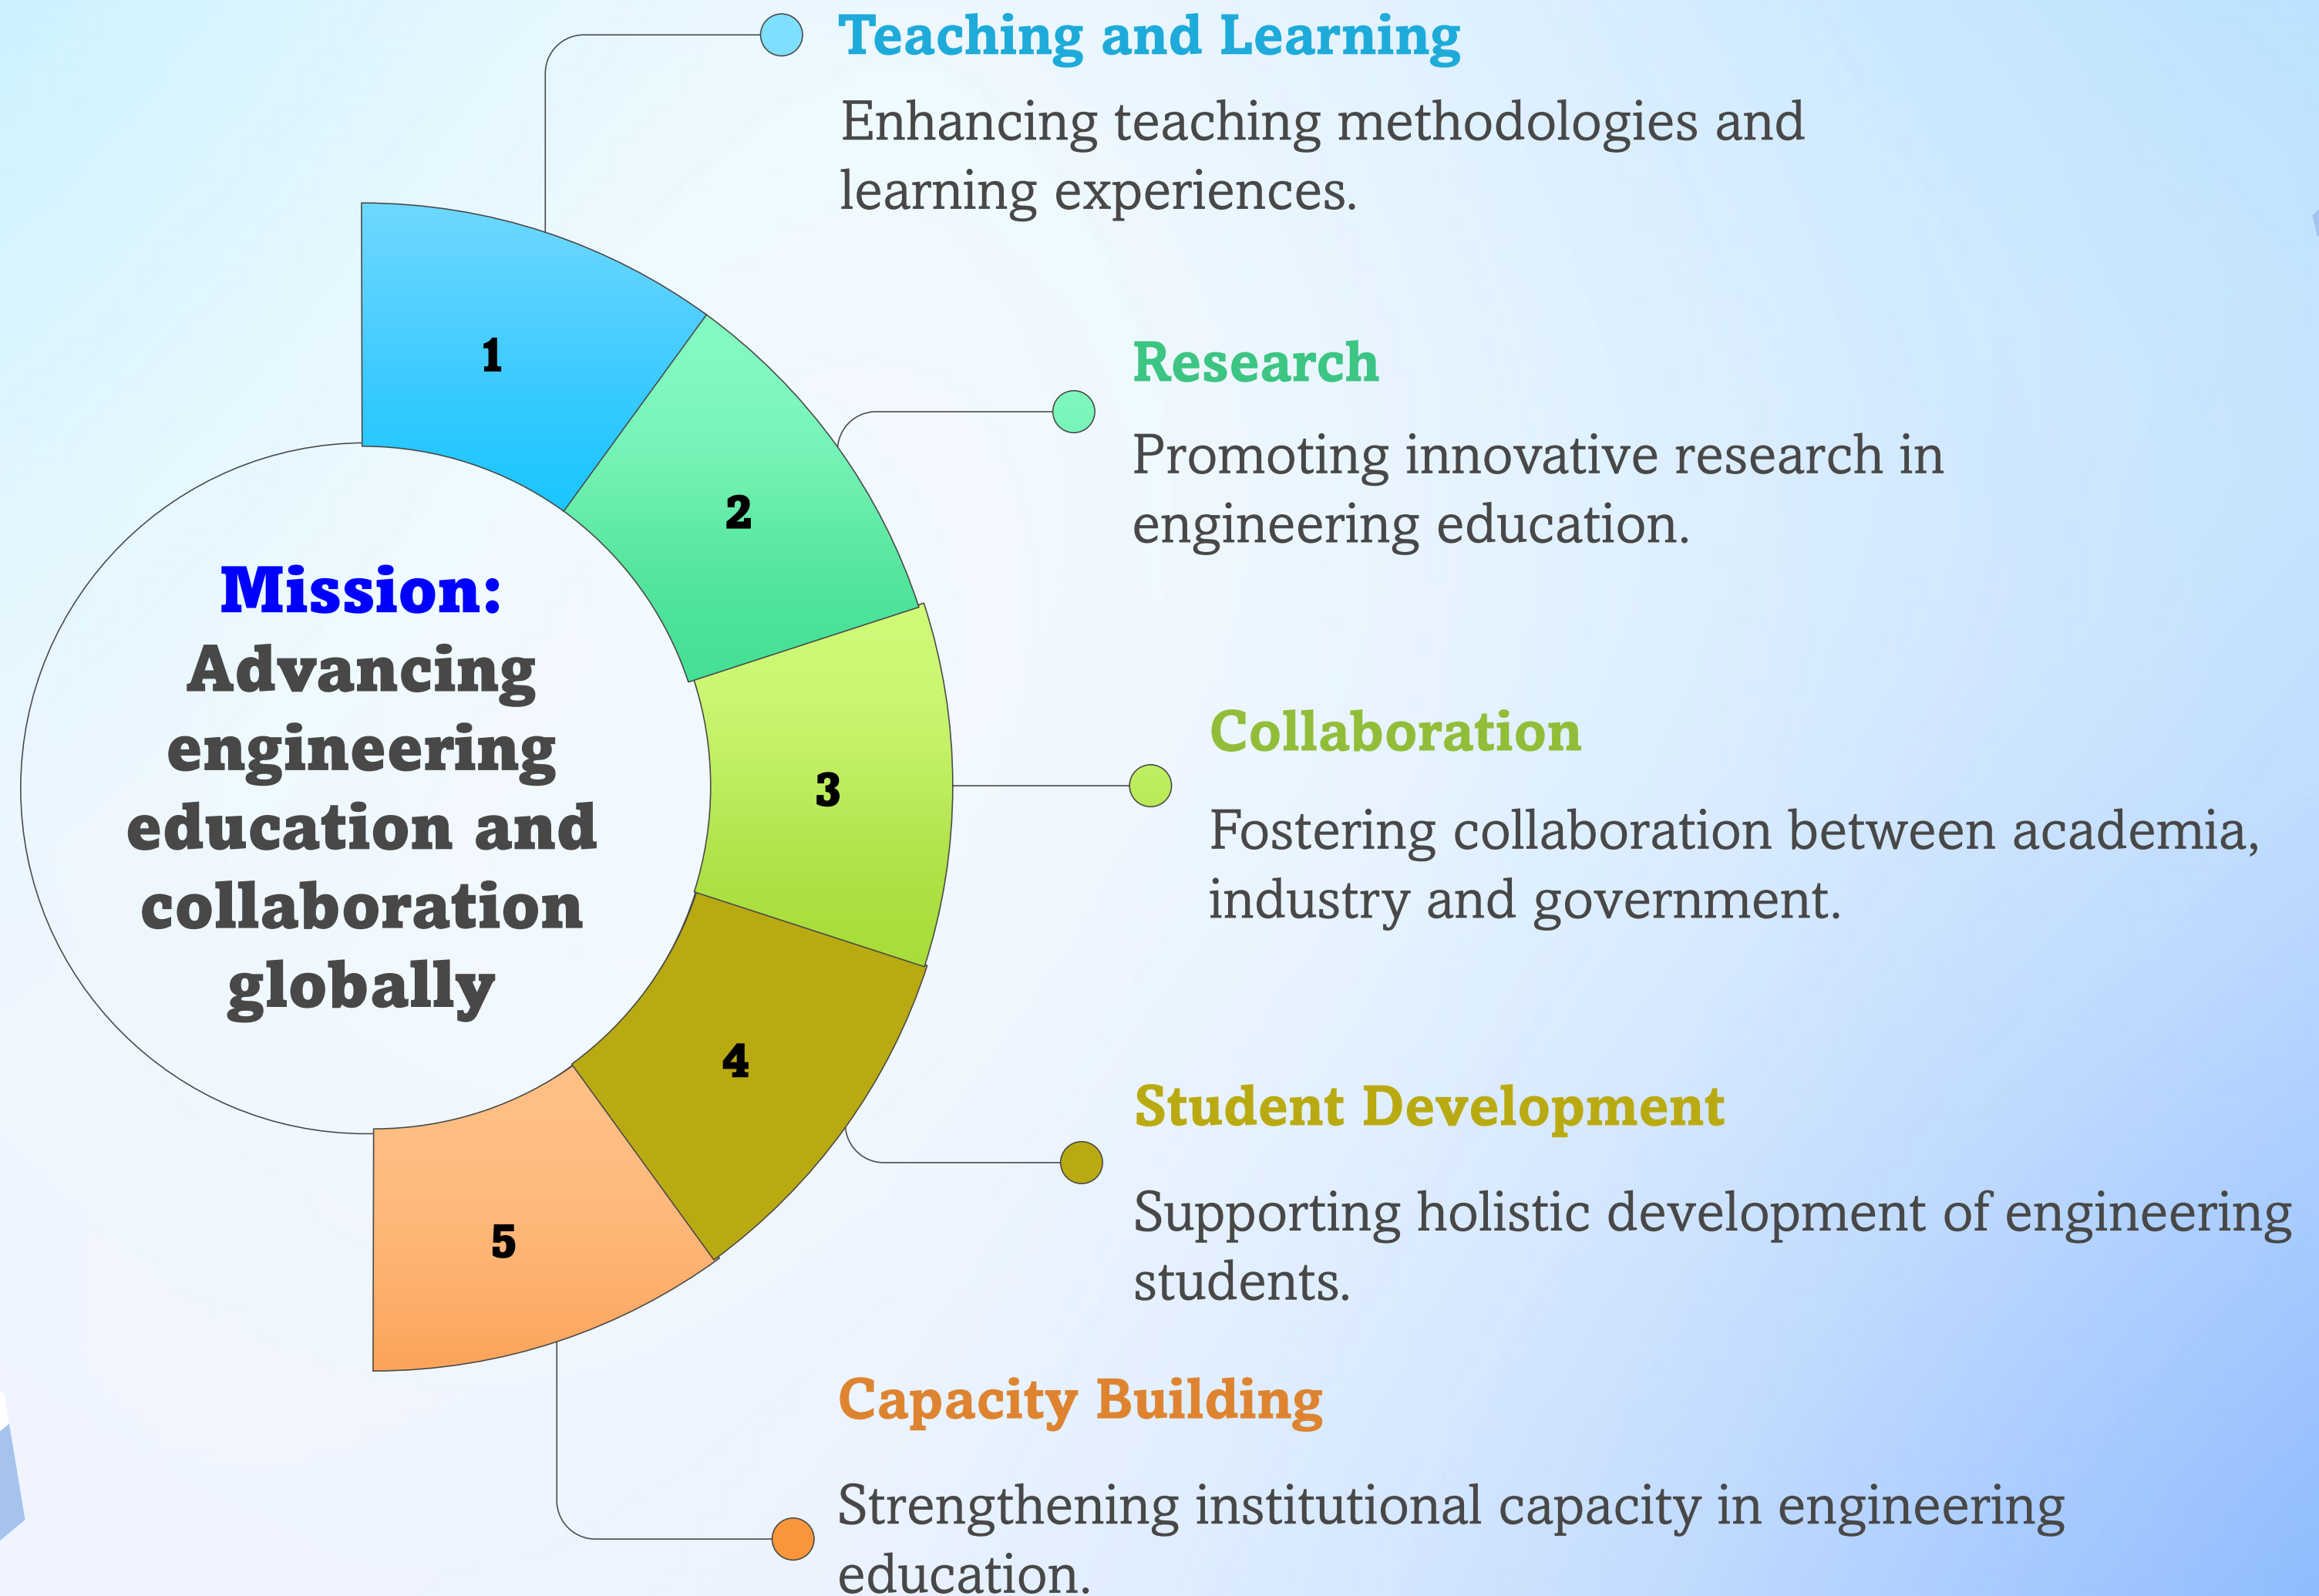 Teaching and Learning
Enhancing teaching methodologies and
learning experiences.
1
Research
Promoting innovative research in
engineering education.
2
Mission:
Advancing
engineering
education and
collaboration
globally
Collaboration
3
Fostering collaboration between academia,
industry and government.
4
Student Development
Supporting holistic development of engineering
students.
5
Capacity Building
Strengthening institutional capacity in engineering
education.